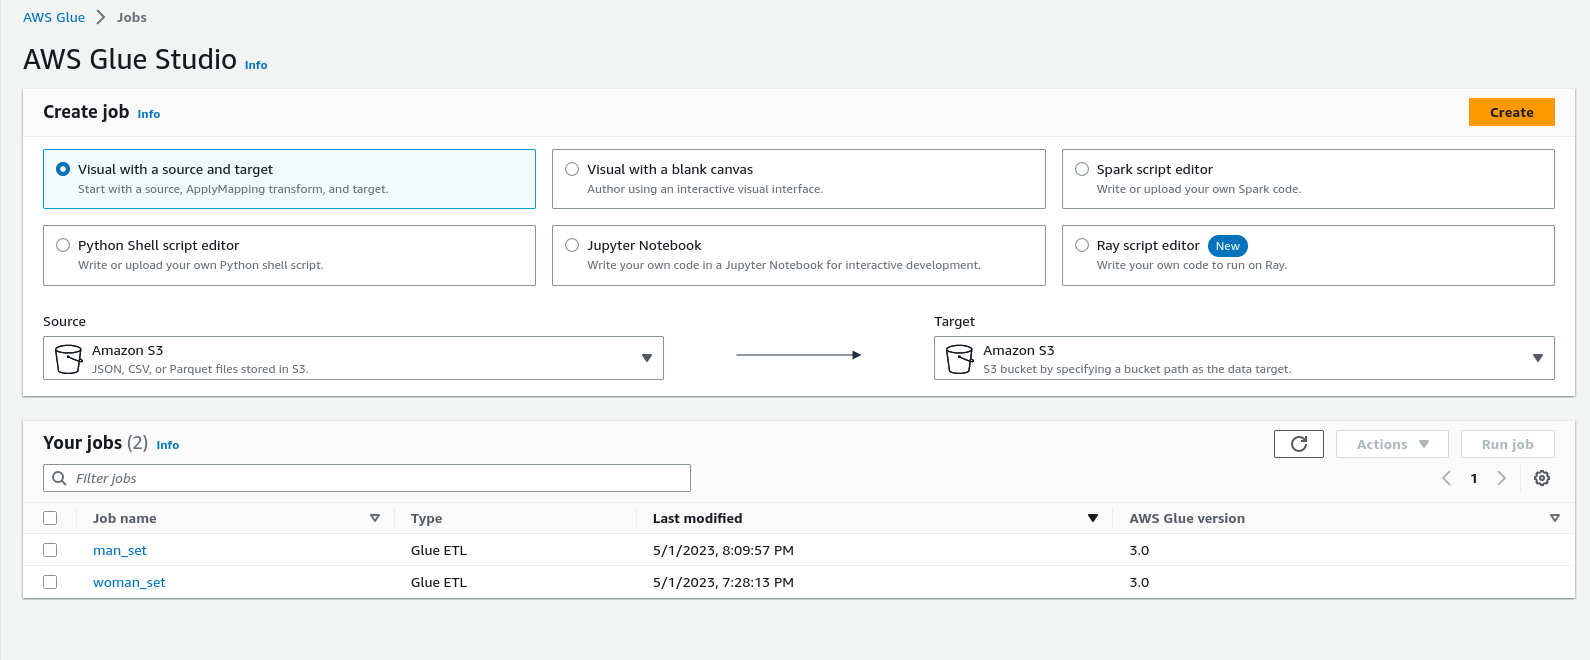 AWS Glue > Jobs
AWS Glue Studio Info
Create job Info
Create
Visual with a source and target
Start with a source, ApplyMapping transform, and target.
Visual with a blank canvas
Author using an interactive visual interface.
Spark script editor
Write or upload your own Spark code.
Python Shell script editor
Write or upload your own Python shell script.
Jupyter Notebook
Write your own code in a Jupyter Notebook for interactive development.
Ray script editor New
Write your own code to run on Ray.
Source
Amazon S3
JSON, CSV, or Parquet files stored in S3.
Target
Amazon S3
S3 bucket by specifying a bucket path as the data target.
Your jobs (2) Info
Actions
Run job
Filter jobs
1
Job name Type Last modified AWS Glue version
man_set Glue ETL 5/1/2023, 8:09:57 PM 3.0
woman_set Glue ETL 5/1/2023, 7:28:13 PM 3.0